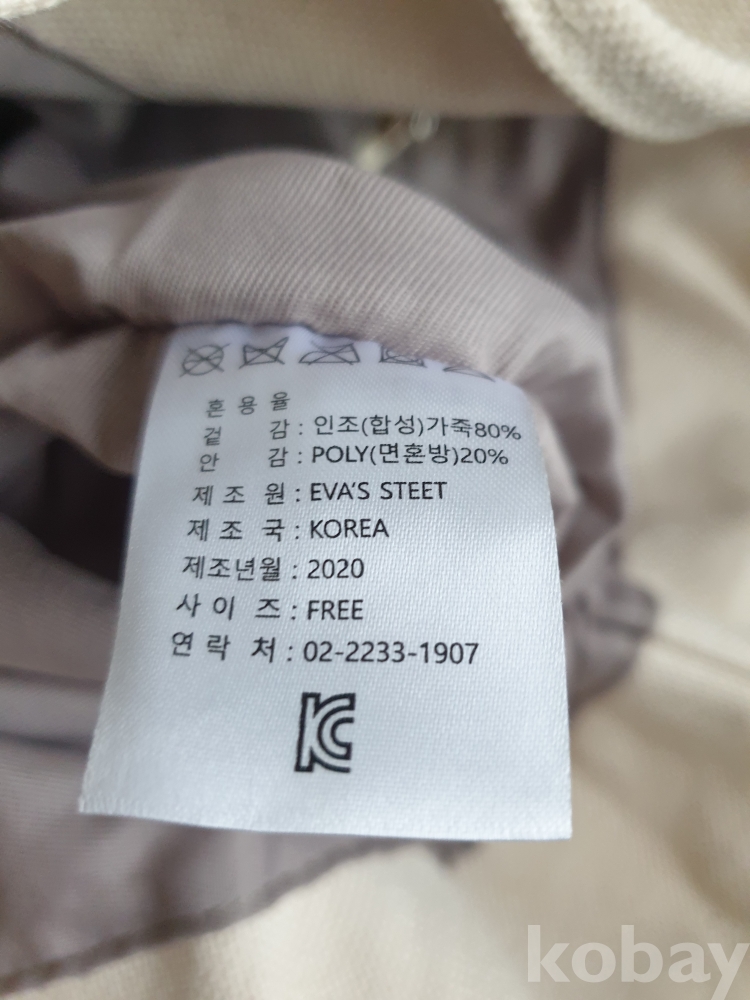 혼용율
겉 감 : 인조(합성)가죽80%
안 감 : POLY(면혼방)20%
제 조 원 : EVA'S STEET
제 조 국 : KOREA
제조년월 : 2020
사 이 즈 : FREE
연 락 처 : 02-2233-1907
KC
kobay